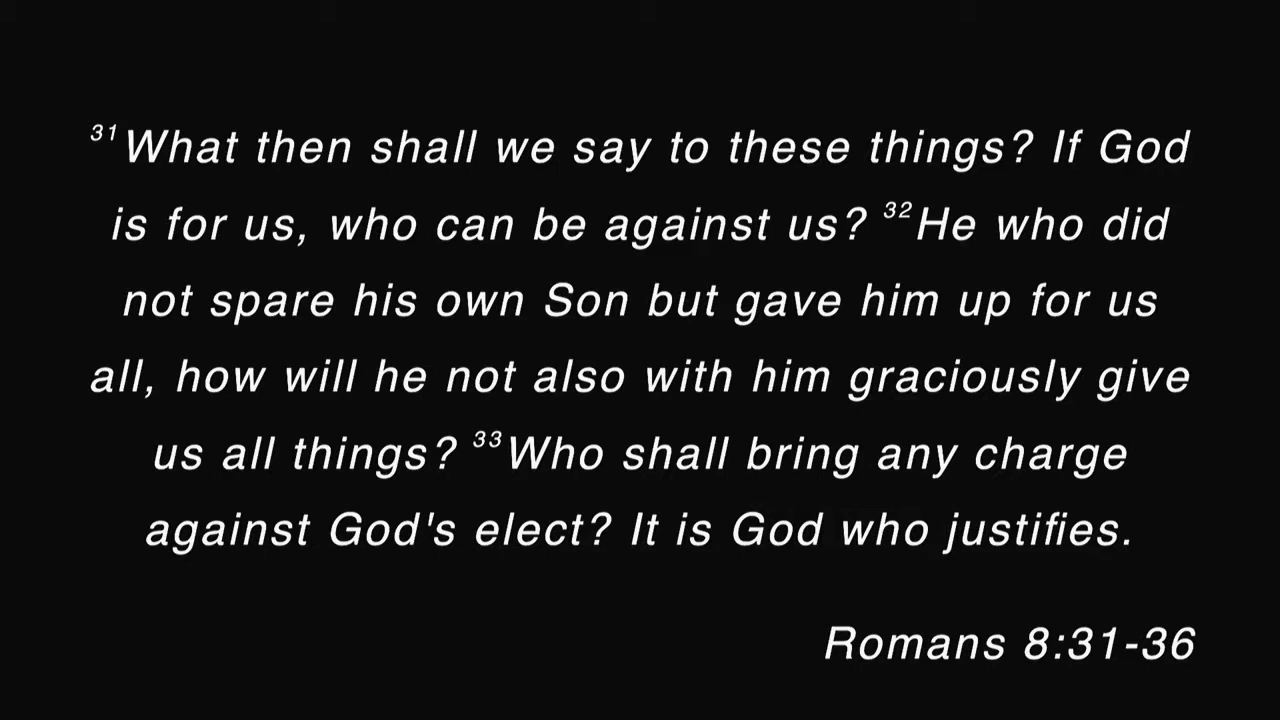 31What then shall we say to these things? If God
is for us, who can be against us? 32He who did
not spare his own Son but gave him up for us
all, how will he not also with him graciously give
us all things? 33Who shall bring any charge
against God's elect? It is God who justifies.
Romans 8:31-36